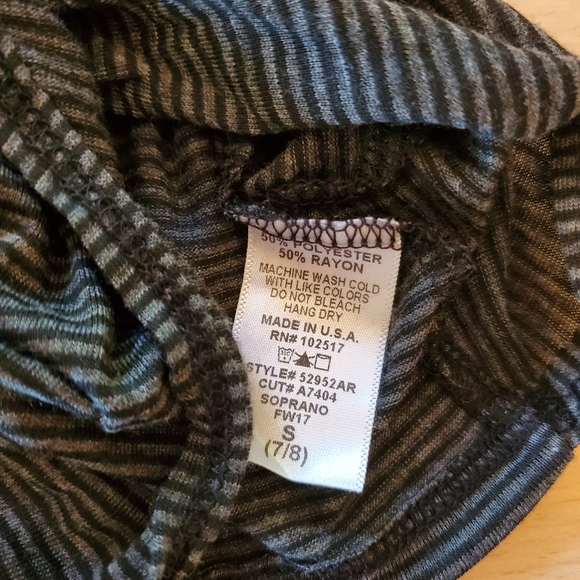 50% POLYESTER
50% RAYON
MACHINE WASH COLD
WITH LIKE COLORS
DO NOT BLEACH
HANG DRY
MADE IN U.S.A.
RN# 102517
STYLE# 52952AR
CUT# A7404
SOPRANO
FW17
S
(7/8)